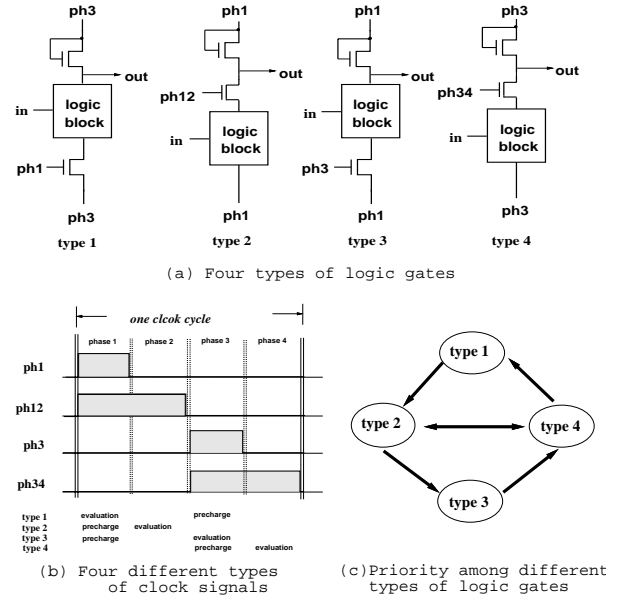 ph3
out
in
logic
block
ph1
ph3
type 1
ph1
out
ph12
in
logic
block
ph1
type 2
ph1
out
in
logic
block
ph3
ph1
type 3
ph3
out
ph34
in
logic
block
ph3
type 4
(a) Four types of logic gates
one clcok cycle
phase 1 phase 2 phase 3 phase 4
ph1
ph12
ph3
ph34
type 1 evaluation precharge
type 2 precharge evaluation
type 3 precharge evaluation
type 4 precharge evaluation
(b) Four different types
of clock signals
type 1
type 2
type 4
type 3
(c)Priority among different
types of logic gates